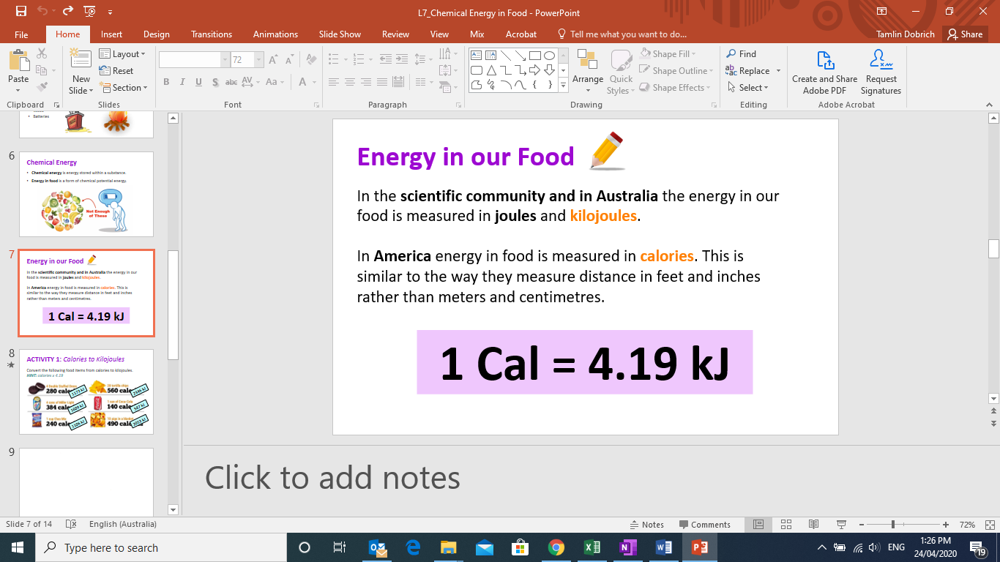 L7_Chemical Energy in Food - PowerPoint
File Home Insert Design Transitions Animations Slide Show Review View Mix Acrobat Tell me what you want to do... Tamlin Dobrich Share
Paste
New Slide
Layout
Reset
Section
72
B I U S abc AV Aa A
Arrange
Quick Styles
Shape Fill
Shape Outline
Shape Effects
Find
Replace
Select
Create and Share Adobe PDF
Request Signatures
Clipboard Slides Font Paragraph Drawing Editing Adobe Acrobat
• Batteries
6
Chemical Energy
• Chemical energy is energy stored within a substance.
• Energy in food is a form of chemical potential energy.
Not Enough
of These
7
Energy in our Food
In the scientific community and in Australia the energy in our
food is measured in joules and kilojoules.
In America energy in food is measured in calories. This is
similar to the way they measure distance in feet and inches
rather than meters and centimetres.
1 Cal = 4.19 kJ
8
ACTIVITY 1: Calories to Kilojoules
Convert the following food items from calories to kilojoules.
HINT: calories x 4.19
280 calo
560 calo
384 calo
140 calo
240 calo
490 calo
9
Energy in our Food
In the scientific community and in Australia the energy in our
food is measured in joules and kilojoules.
In America energy in food is measured in calories. This is
similar to the way they measure distance in feet and inches
rather than meters and centimetres.
1 Cal = 4.19 kJ
Click to add notes
Slide 7 of 14 English (Australia) Notes Comments 72%
Type here to search
ENG
1:26 PM
24/04/2020
19